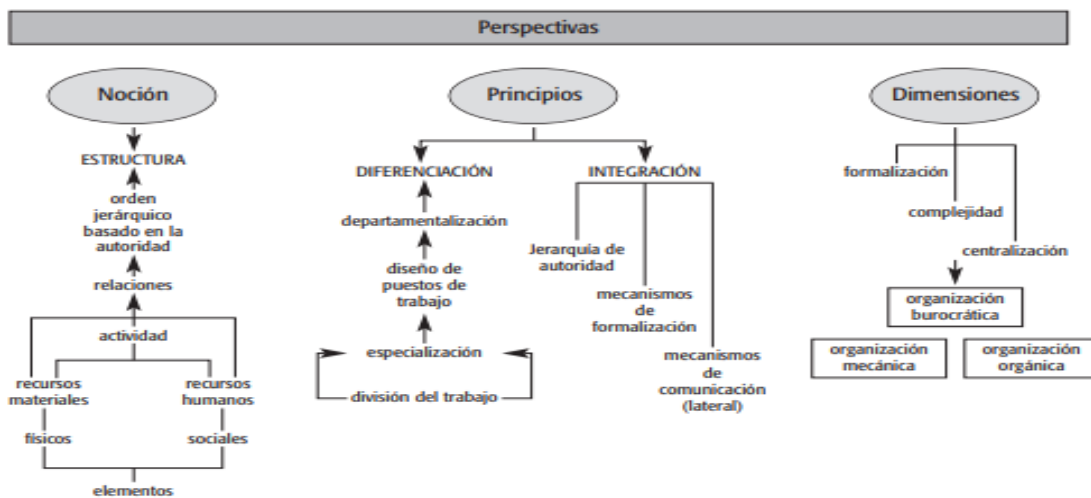 Perspectivas
Noción
ESTRUCTURA
orden
jerárquico
basado en la
autoridad
relaciones
actividad
recursos
materiales
recursos
humanos
físicos
sociales
elementos
Principios
DIFERENCIACIÓN
departamentalización
diseño de
puestos de
trabajo
especialización
división del trabajo
INTEGRACIÓN
Jerarquía de
autoridad
mecanismos
de
formalización
mecanismos
de
comunicación
(lateral)
Dimensiones
formalización
complejidad
centralización
organización
burocrática
organización
mecánica
organización
orgánica